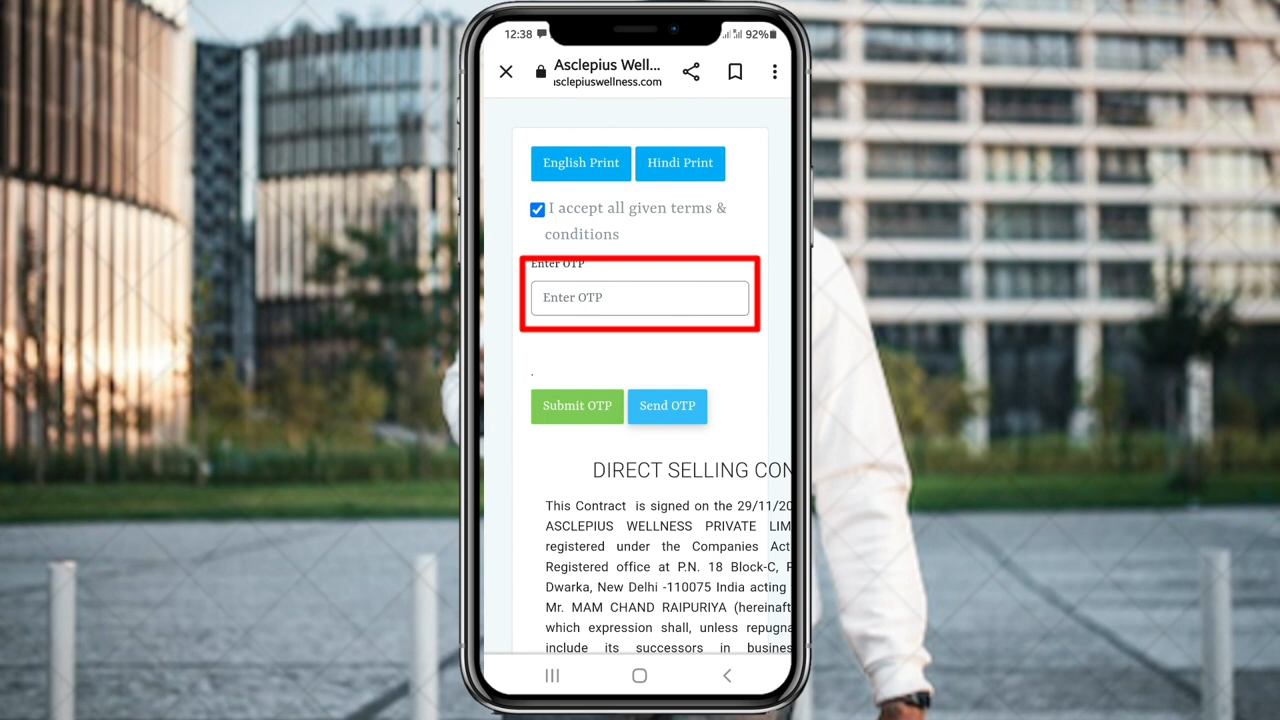 12:38
92%
Asclepius Well...
sclepiuswellness.com
English Print
Hindi Print
I accept all given terms &
conditions
Enter OTP
Enter OTP
.
Submit OTP
Send OTP
DIRECT SELLING CON
This Contract is signed on the 29/11/20
ASCLEPIUS WELLNESS PRIVATE LIM
registered under the Companies Act
Registered office at P.N. 18 Block-C,
Dwarka, New Delhi -110075 India acting
Mr. MAM CHAND RAIPURIYA (hereinaft
which expression shall, unless repugna
include its successors in busines